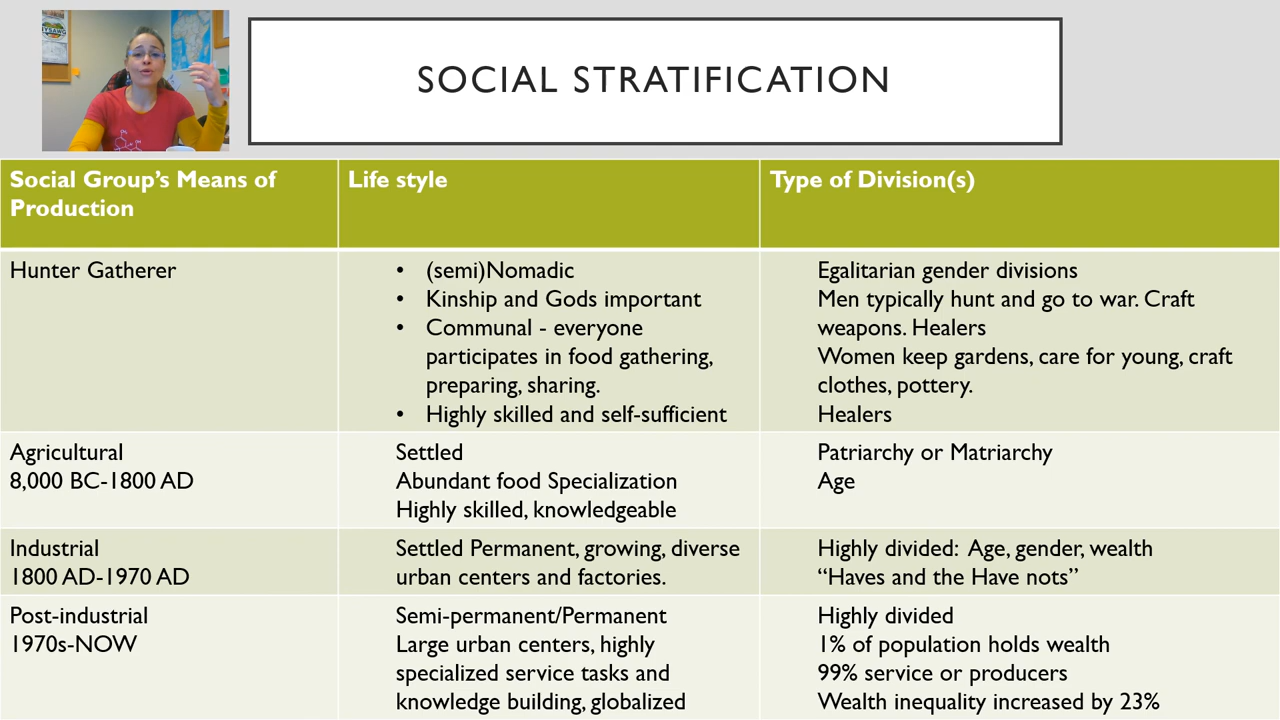 SOCIAL STRATIFICATION
Social Group's Means of
Production
Life style
Type of Division(s)
Hunter Gatherer
• (semi)Nomadic
• Kinship and Gods important
• Communal - everyone
participates in food gathering,
preparing, sharing.
• Highly skilled and self-sufficient
Egalitarian gender divisions
Men typically hunt and go to war. Craft
weapons. Healers
Women keep gardens, care for young, craft
clothes, pottery.
Healers
Agricultural
8,000 BC-1800 AD
Settled
Abundant food Specialization
Highly skilled, knowledgeable
Patriarchy or Matriarchy
Age
Industrial
1800 AD-1970 AD
Settled Permanent, growing, diverse
urban centers and factories.
Highly divided: Age, gender, wealth
“Haves and the Have nots”
Post-industrial
1970s-NOW
Semi-permanent/Permanent
Large urban centers, highly
specialized service tasks and
knowledge building, globalized
Highly divided
1% of population holds wealth
99% service or producers
Wealth inequality increased by 23%